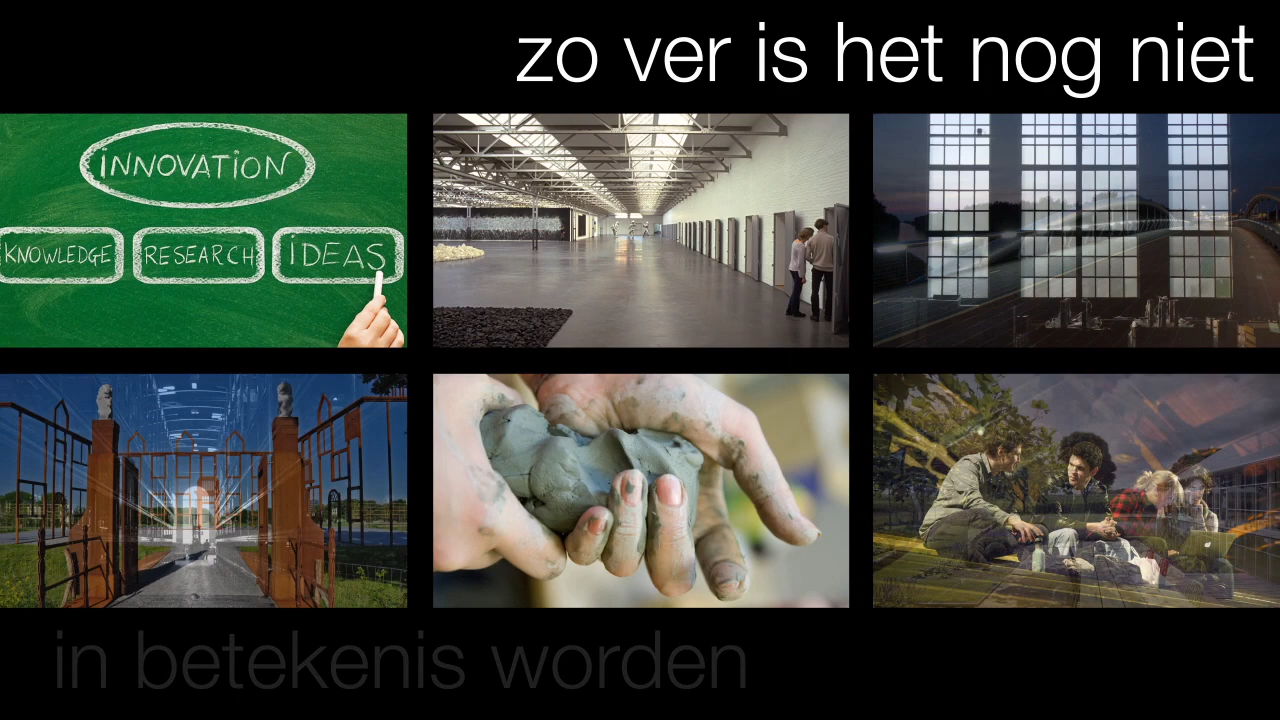 zo ver is het nog niet
INNOVATION
KNOWLEDGE RESEARCH IDEAS
in betekenis worden